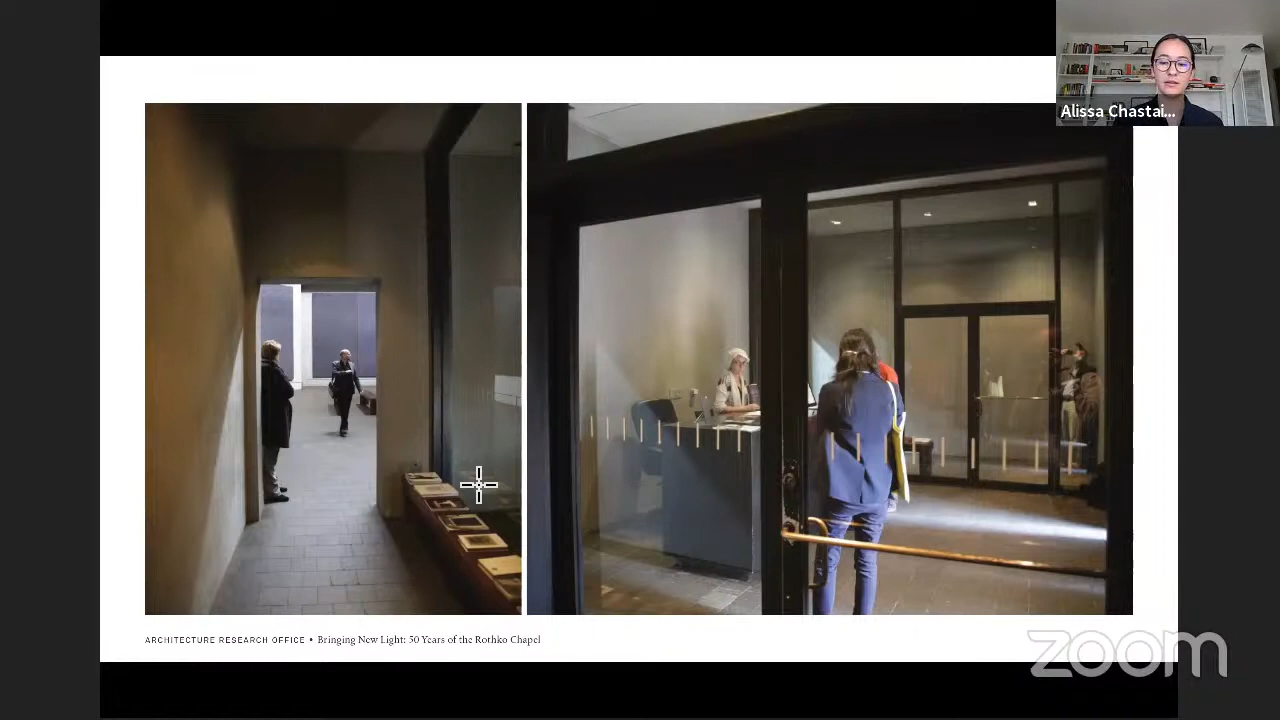 Alissa Chastai...
ARCHITECTURE RESEARCH OFFICE • Bringing New Light: 50 Years of the Rothko Chapel
zoom